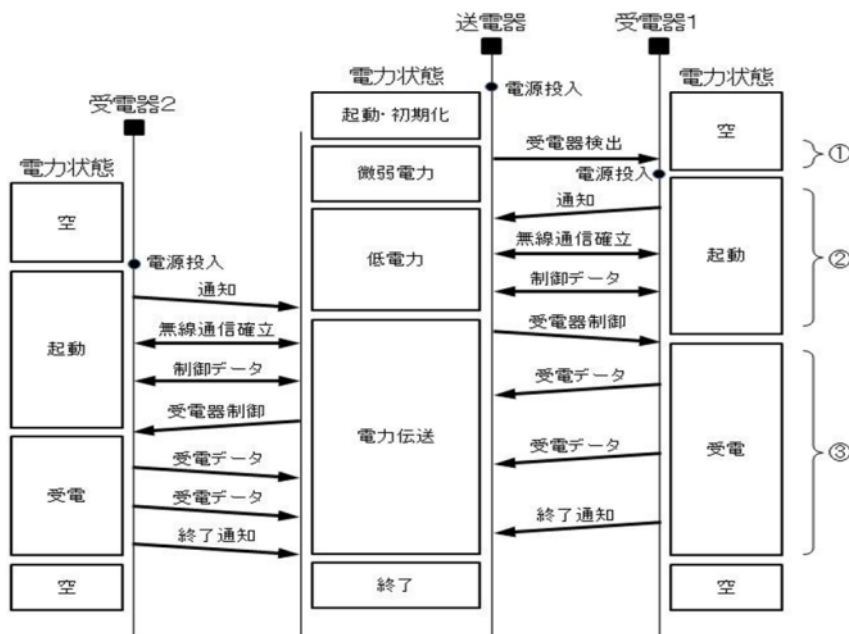 送電器
受電器1
電力状態
電源投入
電力状態
受電器2
起動・初期化
空
受電器検出
①
電力状態
微弱電力
電源投入
通知
空
低電力
無線通信確立
起動
②
電源投入
制御データ
通知
受電器制御
無線通信確立
起動
制御データ
受電データ
受電器制御
電力伝送
受電データ
受電
③
受電データ
受電
受電データ
終了通知
終了通知
空
終了
空